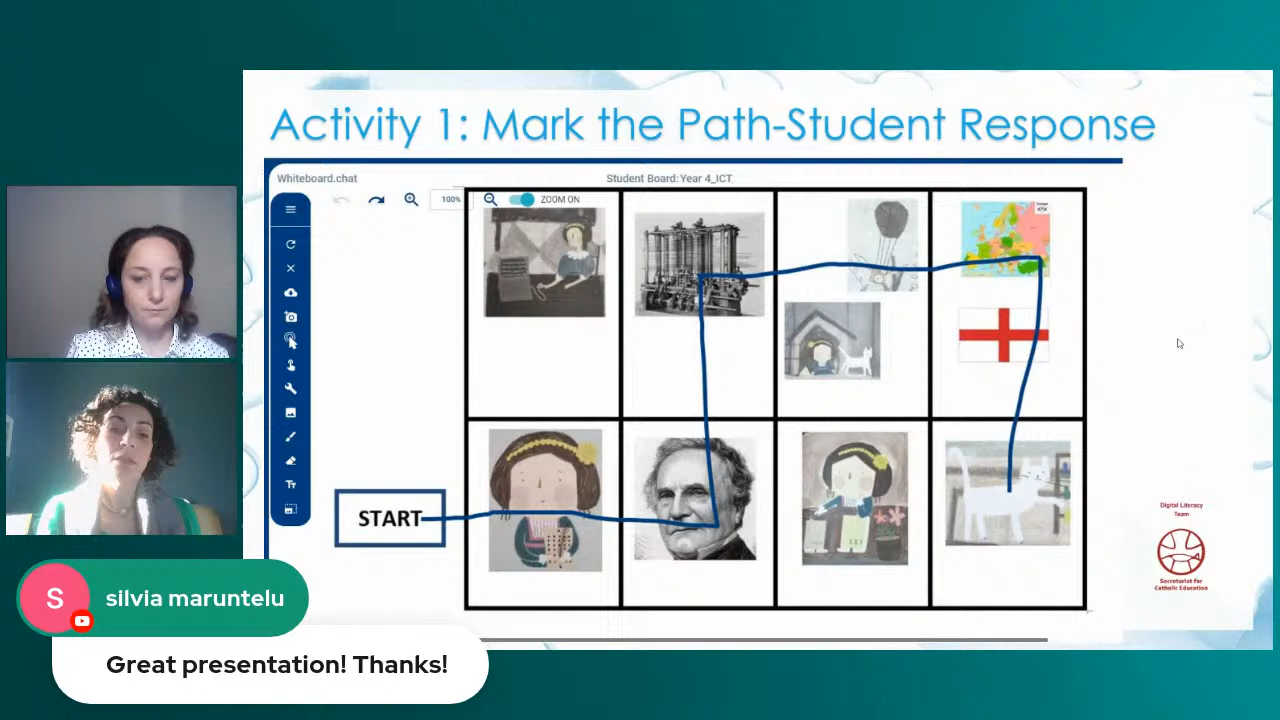 Activity 1: Mark the Path-Student Response
Whiteboard.chat
Student Board: Year 4_ICT
100%
ZOOM ON
START
Digital Literacy
Team
Secretariat for
Catholic Education
S
silvia maruntelu
Great presentation! Thanks!